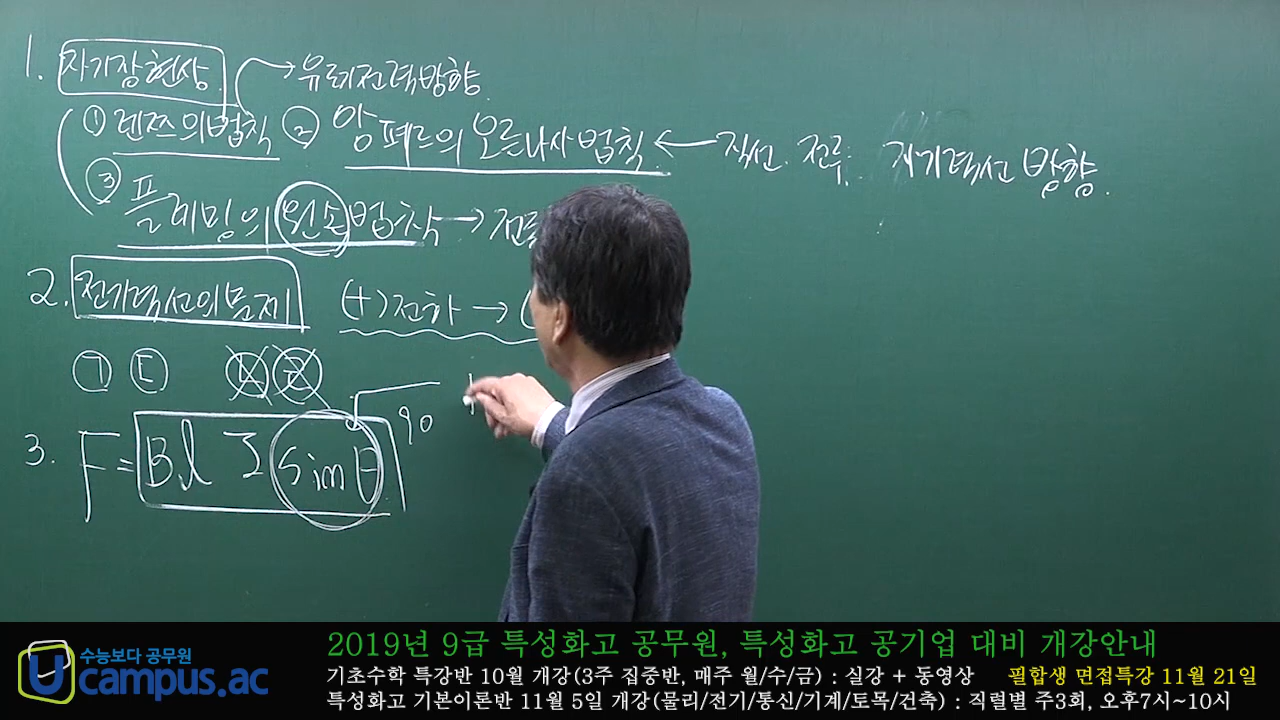 1. 자기장현상 → 유도전력방향
① 렌쯔의법칙 ② 앙페르의 오른나사법칙 ← 직선 전류. 자기력선 방향.
③ 플레밍의 왼손법칙 → 전류
2. 전기력선의문제 (+)전하 → (
ㄱ ㄷ
3. F = B.l I Sinθ 90
수능보다 공무원
Ucampus.ac
2019년 9급 특성화고 공무원, 특성화고 공기업 대비 개강안내
기초수학 특강반 10월 개강(3주 집중반, 매주 월/수/금) : 실강 + 동영상 필합생 면접특강 11월 21일
특성화고 기본이론반 11월 5일 개강(물리/전기/통신/기계/토목/건축) : 직렬별 주3회, 오후7시~10시